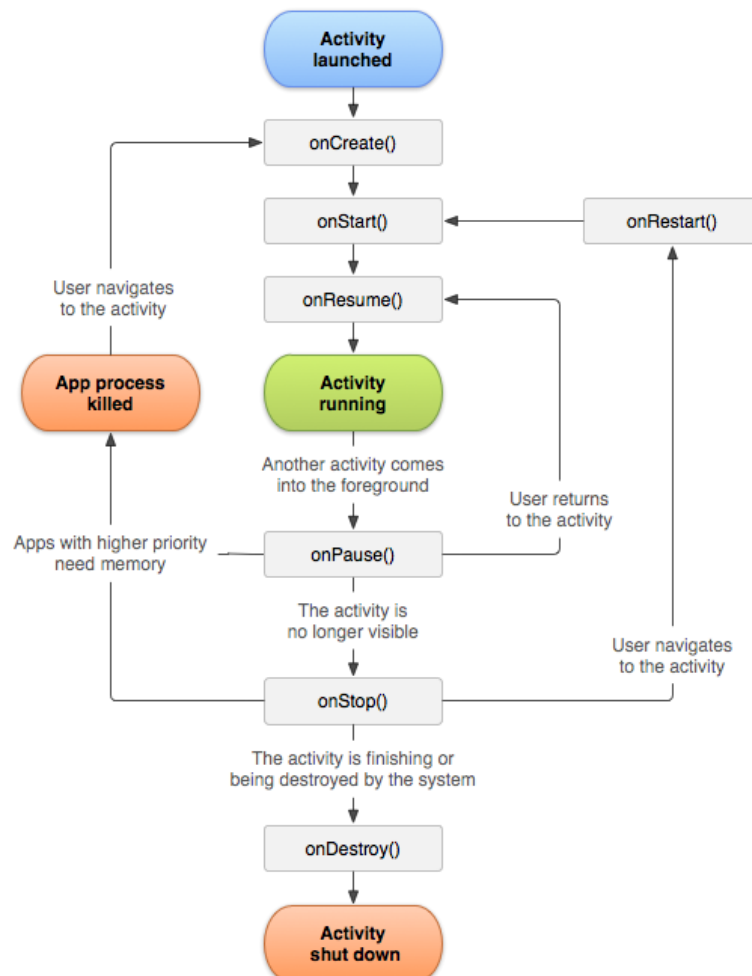 Activity
launched
onCreate()
onStart()
onRestart()
User navigates
to the activity
onResume()
App process
killed
Activity
running
Another activity comes
into the foreground
User returns
to the activity
Apps with higher priority
need memory
onPause()
The activity is
no longer visible
User navigates
to the activity
onStop()
The activity is finishing or
being destroyed by the system
onDestroy()
Activity
shut down